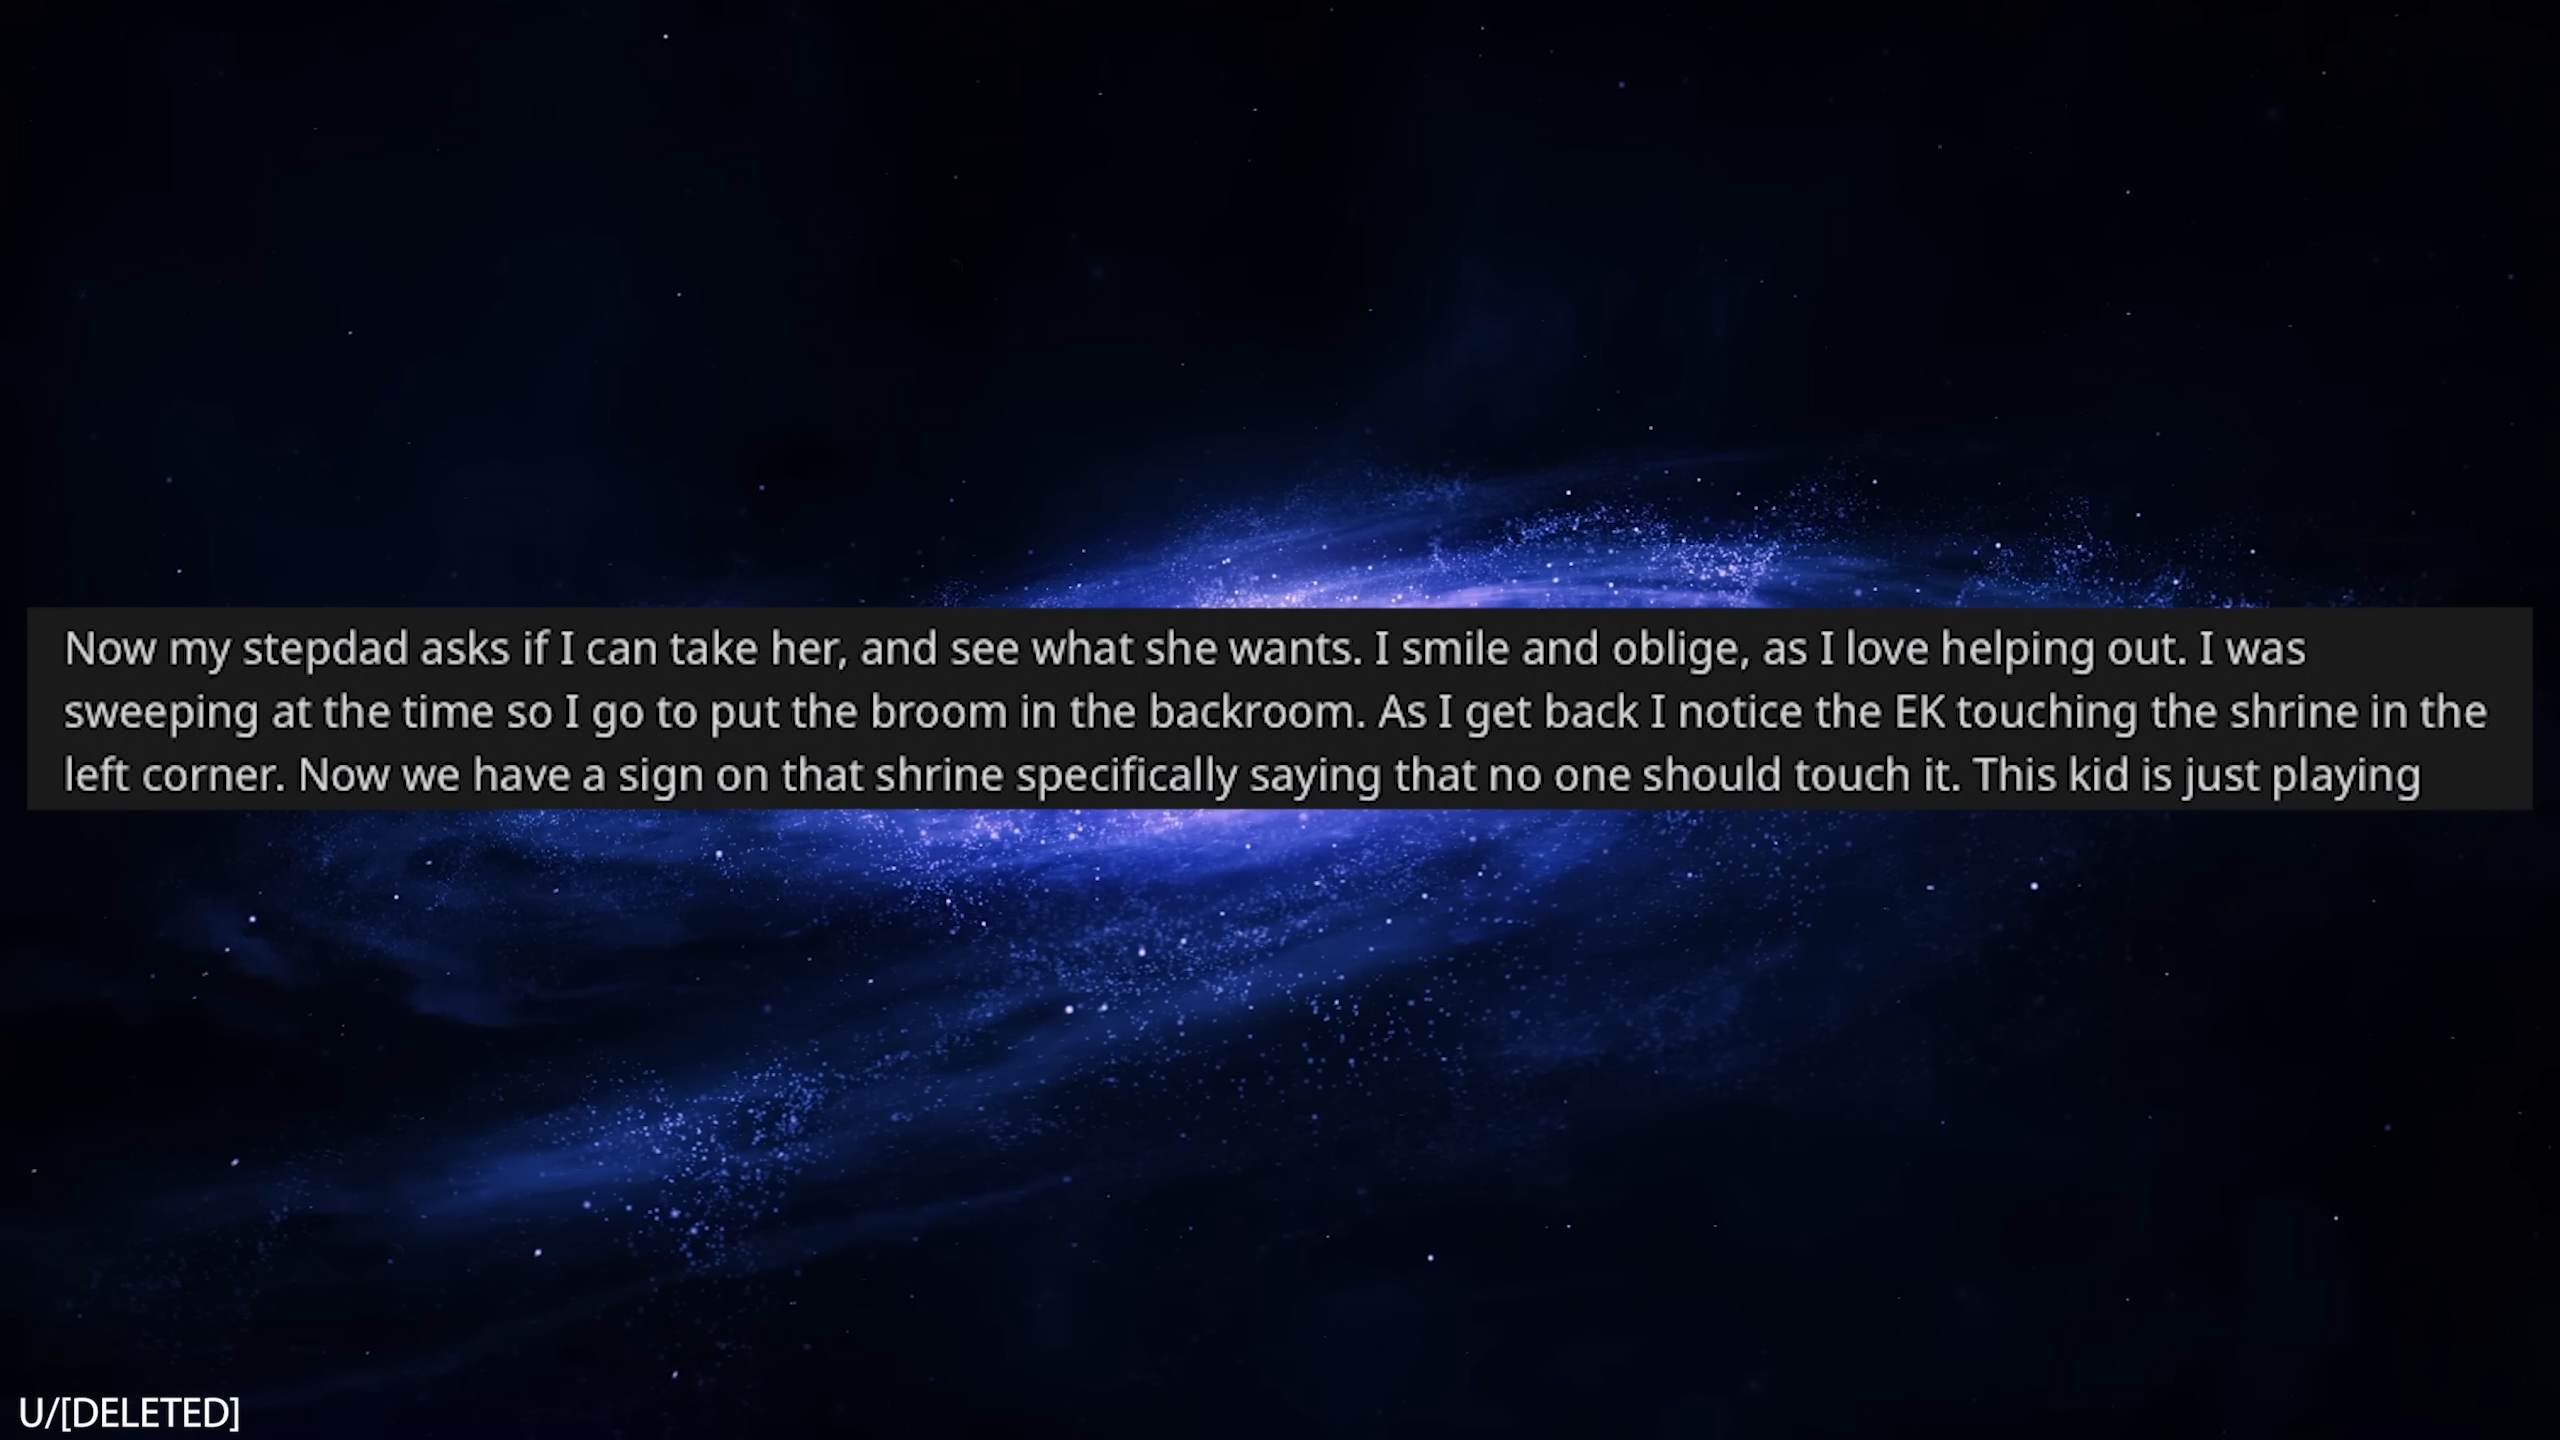 Now my stepdad asks if I can take her, and see what she wants. I smile and oblige, as I love helping out. I was
sweeping at the time so I go to put the broom in the backroom. As I get back I notice the EK touching the shrine in the
left corner. Now we have a sign on that shrine specifically saying that no one should touch it. This kid is just playing
U/[DELETED]